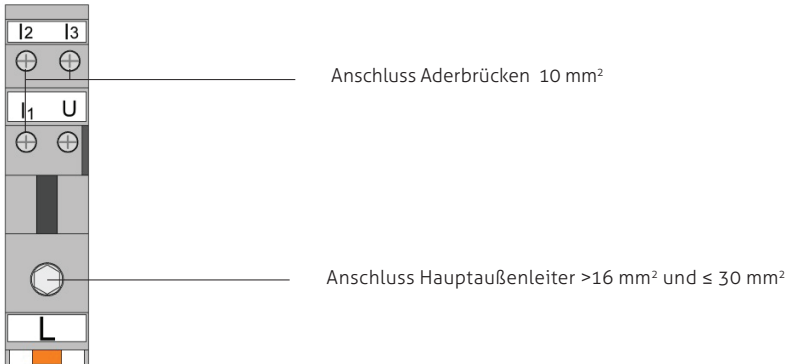 I2 I3
Anschluss Aderbrücken 10 mm²
I1 U
Anschluss Hauptaußenleiter >16 mm² und ≤ 30 mm²
L